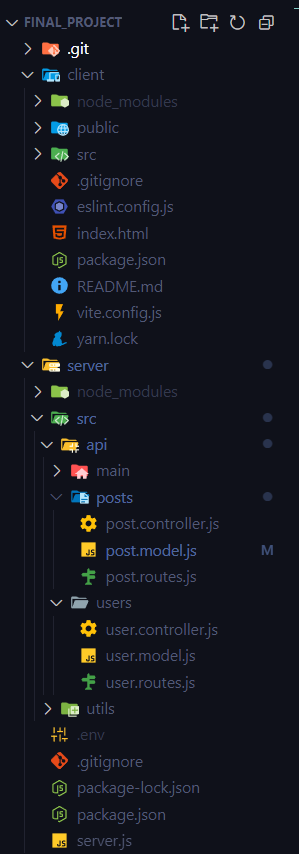 FINAL_PROJECT
.git
client
node_modules
public
src
.gitignore
eslint.config.js
index.html
package.json
README.md
vite.config.js
yarn.lock
server
node_modules
src
api
main
posts
post.controller.js
post.model.js M
post.routes.js
users
user.controller.js
user.model.js
user.routes.js
utils
.env
.gitignore
package-lock.json
package.json
server.js